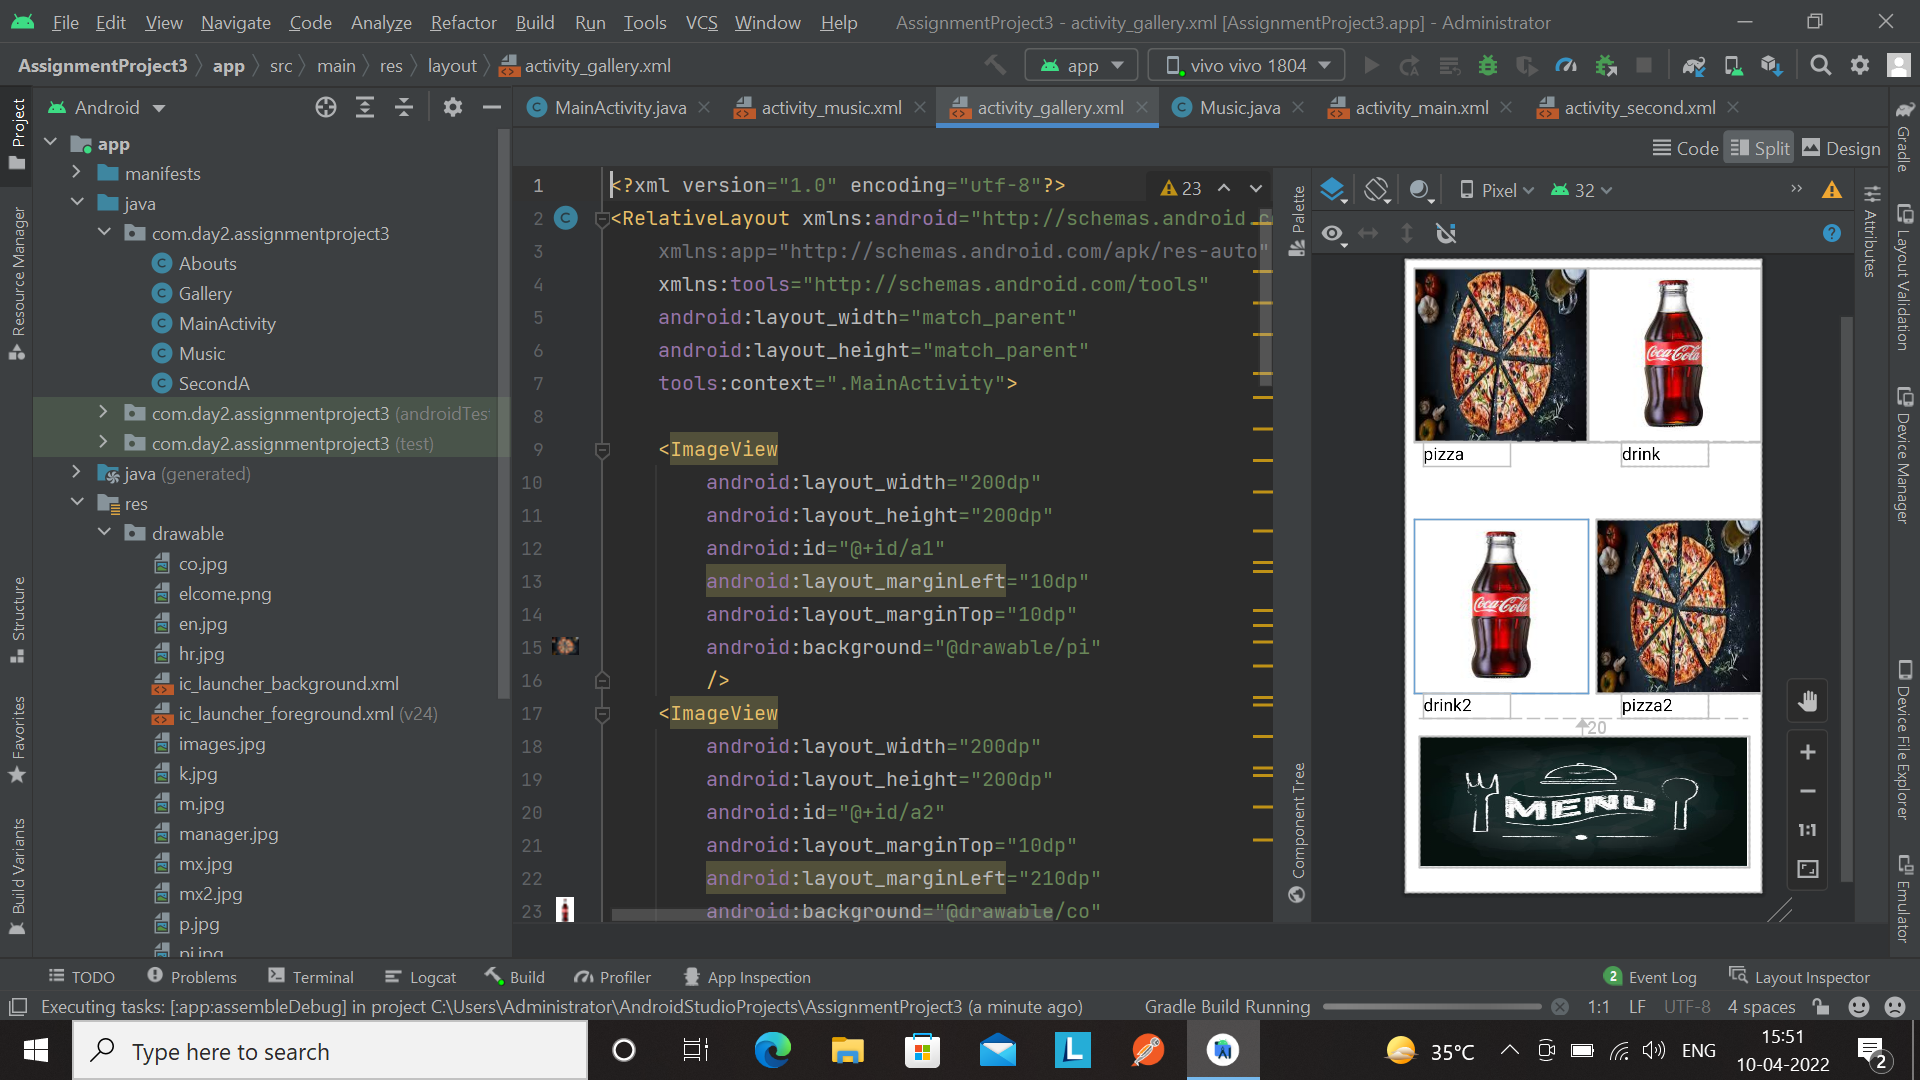 File Edit View Navigate Code Analyze Refactor Build Run Tools VCS Window Help AssignmentProject3 - activity_gallery.xml [AssignmentProject3.app] - Administrator
AssignmentProject3 app src main res layout activity_gallery.xml app vivo vivo 1804
Android
MainActivity.java activity_music.xml activity_gallery.xml Music.java activity_main.xml activity_second.xml
Code Split Design
Project
Resource Manager
Structure
Favorites
Build Variants
app
manifests
java
com.day2.assignmentproject3
Abouts
Gallery
MainActivity
Music
SecondA
com.day2.assignmentproject3 (androidTes
com.day2.assignmentproject3 (test)
java (generated)
res
drawable
co.jpg
elcome.png
en.jpg
hr.jpg
ic_launcher_background.xml
ic_launcher_foreground.xml (v24)
images.jpg
k.jpg
m.jpg
manager.jpg
mx.jpg
mx2.jpg
p.jpg
1 <?xml version="1.0" encoding="utf-8"?>
23
2 <RelativeLayout xmlns:android="http://schemas.android.c
3 xmlns:app="http://schemas.android.com/apk/res-auto"
4 xmlns:tools="http://schemas.android.com/tools"
5 android:layout_width="match_parent"
6 android:layout_height="match_parent"
7 tools:context=".MainActivity">
8
9 <ImageView
10 android:layout_width="200dp"
11 android:layout_height="200dp"
12 android:id="@+id/a1"
13 android:layout_marginLeft="10dp"
14 android:layout_marginTop="10dp"
15 android:background="@drawable/pi"
16 />
17 <ImageView
18 android:layout_width="200dp"
19 android:layout_height="200dp"
20 android:id="@+id/a2"
21 android:layout_marginTop="10dp"
22 android:layout_marginLeft="210dp"
23 android:background="@drawable/co"
Palette
Component Tree
Pixel 32
Coca-Cola
pizza drink
Coca-Cola
drink2 pizza2
20
MENU
1:1
Attributes
Gradle
Layout Validation
Device Manager
Device File Explorer
Emulator
TODO Problems Terminal Logcat Build Profiler App Inspection 2 Event Log Layout Inspector
Executing tasks: [:app:assembleDebug] in project C:\Users\Administrator\AndroidStudioProjects\AssignmentProject3 (a minute ago) Gradle Build Running 1:1 LF UTF-8 4 spaces
Type here to search
35°C ENG
15:51
10-04-2022
2